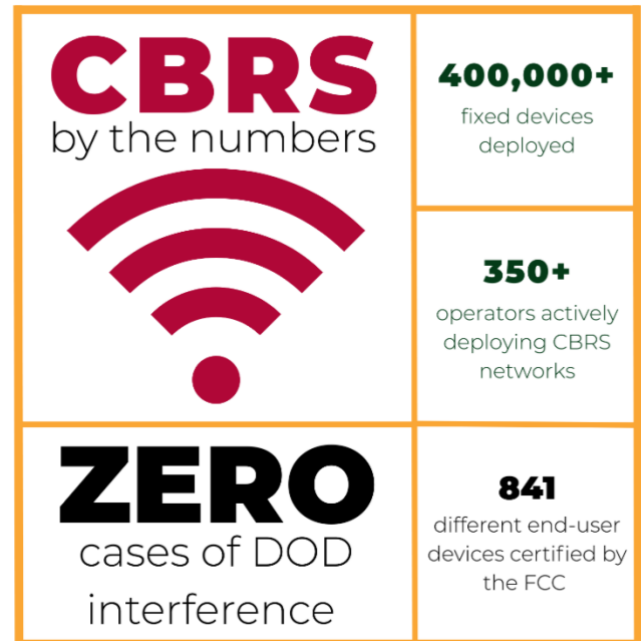 CBRS
by the numbers
400,000+
fixed devices
deployed
350+
operators actively
deploying CBRS
networks
ZERO
cases of DOD
interference
841
different end-user
devices certified by
the FCC